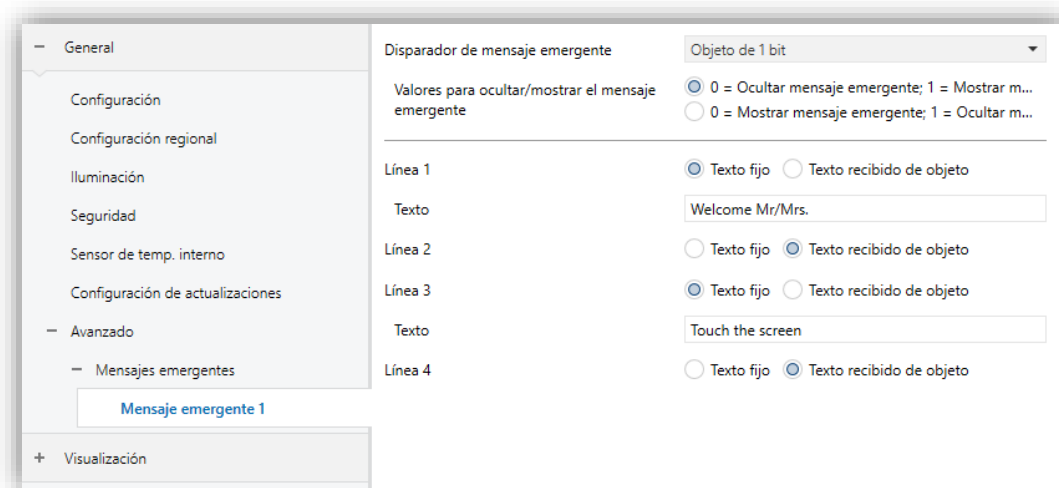 General
Configuración
Configuración regional
Iluminación
Seguridad
Sensor de temp. interno
Configuración de actualizaciones
Avanzado
Mensajes emergentes
Mensaje emergente 1
Visualización
Disparador de mensaje emergente
Objeto de 1 bit
Valores para ocultar/mostrar el mensaje
emergente
0 = Ocultar mensaje emergente; 1 = Mostrar m...
0 = Mostrar mensaje emergente; 1 = Ocultar m...
Línea 1
Texto fijo Texto recibido de objeto
Texto
Welcome Mr/Mrs.
Línea 2
Texto fijo Texto recibido de objeto
Línea 3
Texto fijo Texto recibido de objeto
Texto
Touch the screen
Línea 4
Texto fijo Texto recibido de objeto